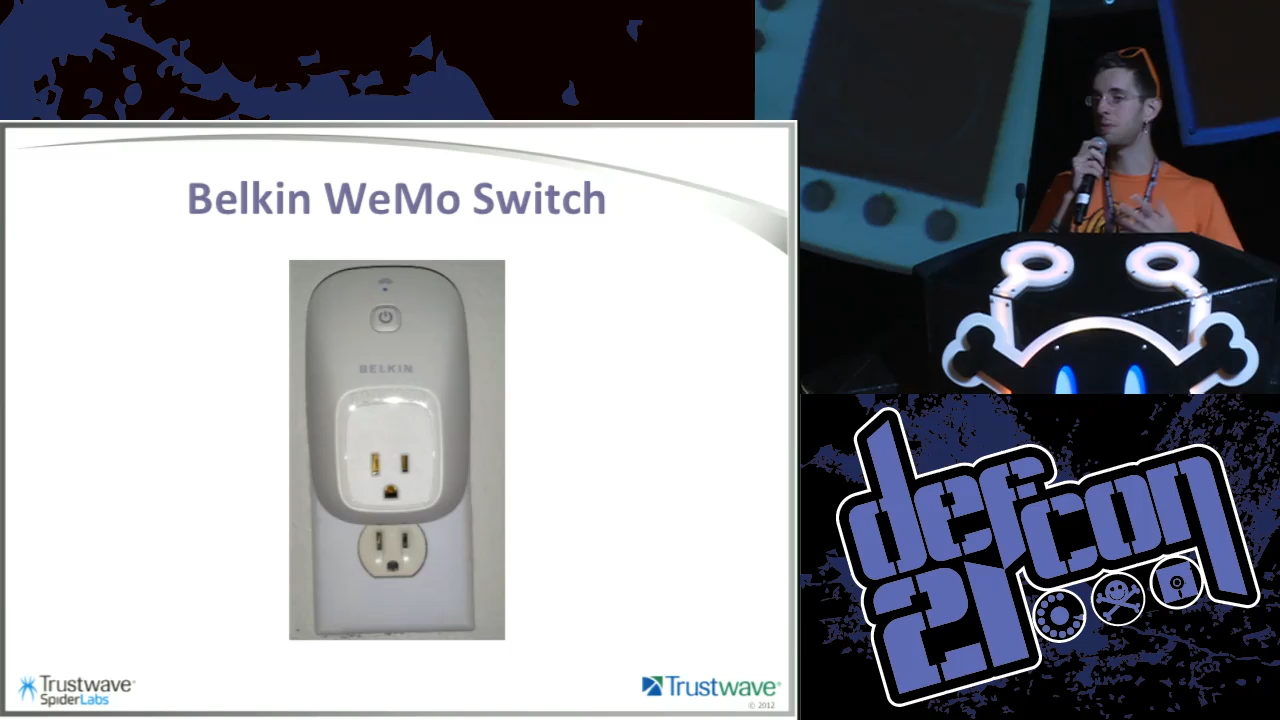 Belkin WeMo Switch
BELKIN
Trustwave®
SpiderLabs
Trustwave®
© 2012
defcon
21